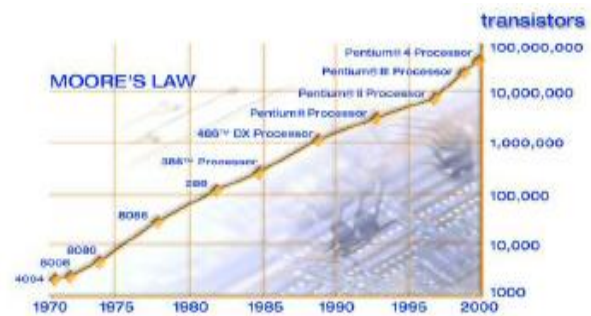 transistors
Pentium® 4 Processor
100,000,000
MOORE'S LAW
Pentium® III Processor
Pentium® II Processor
10,000,000
Pentium® Processor
486™ DX Processor
1,000,000
386™ Processor
286
100,000
8086
8080
10,000
8008
4004
1000
1970 1975 1980 1985 1990 1995 2000